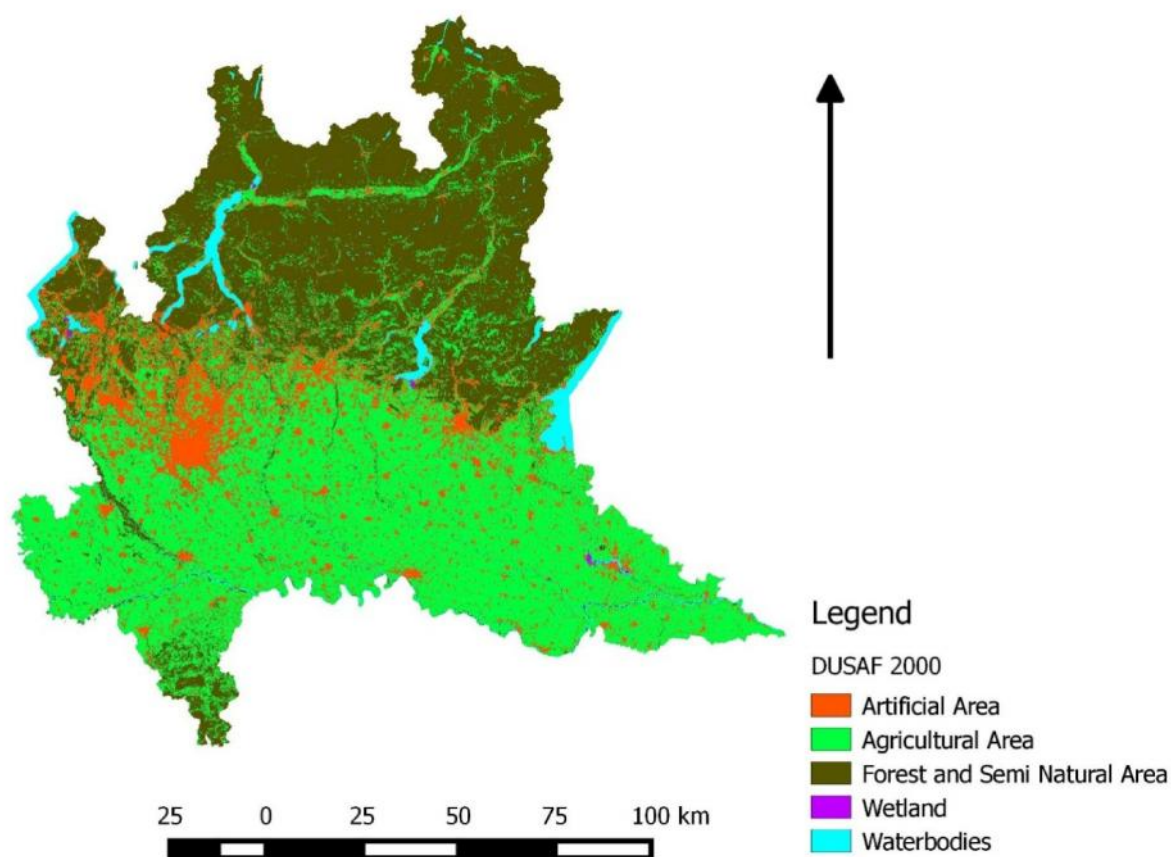 Legend
DUSAF 2000
Artificial Area
Agricultural Area
Forest and Semi Natural Area
Wetland
Waterbodies
25 0 25 50 75 100 km